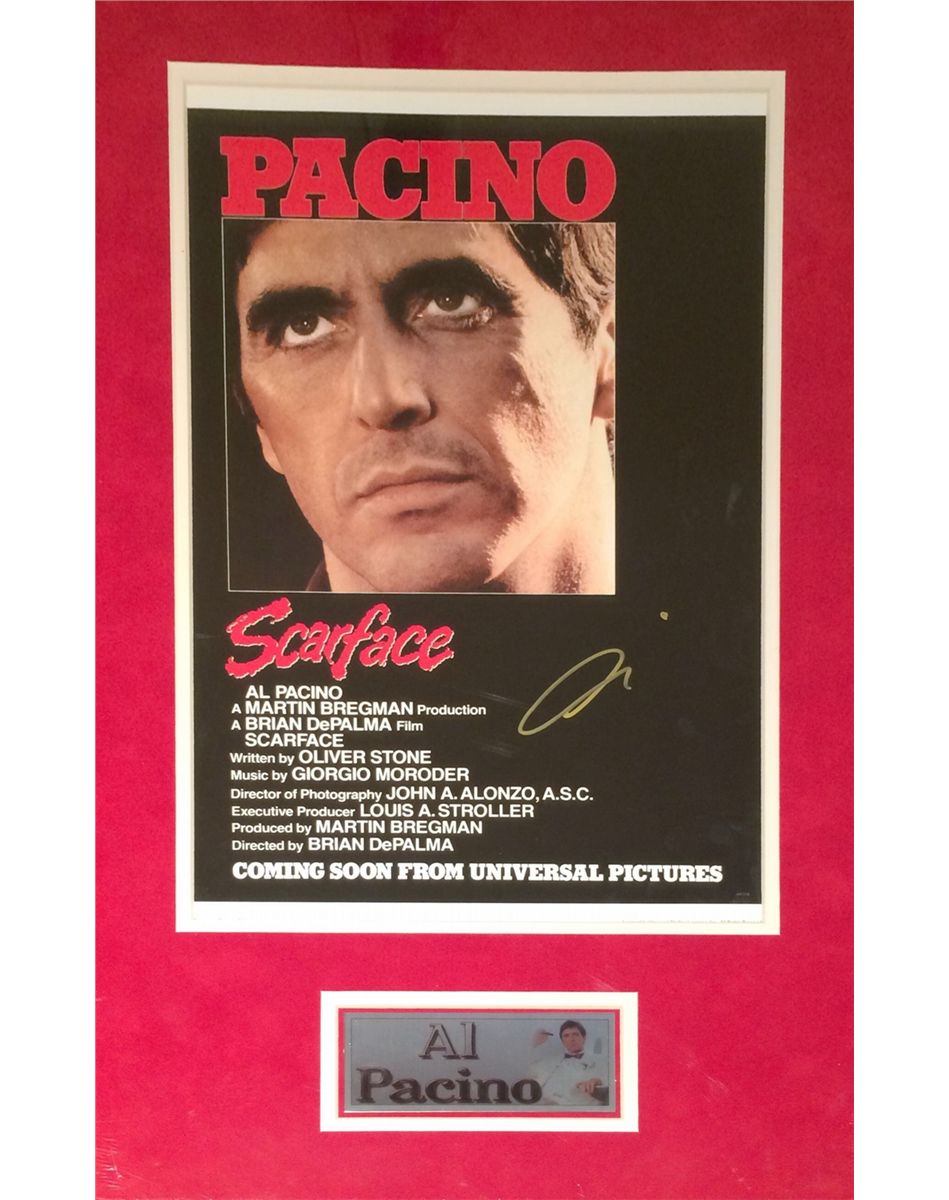 PACINO
Scarface
AL PACINO
A MARTIN BREGMAN Production
A BRIAN DePALMA Film
SCARFACE
Written by OLIVER STONE
Music by GIORGIO MORODER
Director of Photography JOHN A. ALONZO, A.S.C.
Executive Producer LOUIS A. STROLLER
Produced by MARTIN BREGMAN
Directed by BRIAN DePALMA
COMING SOON FROM UNIVERSAL PICTURES
Al
Pacino